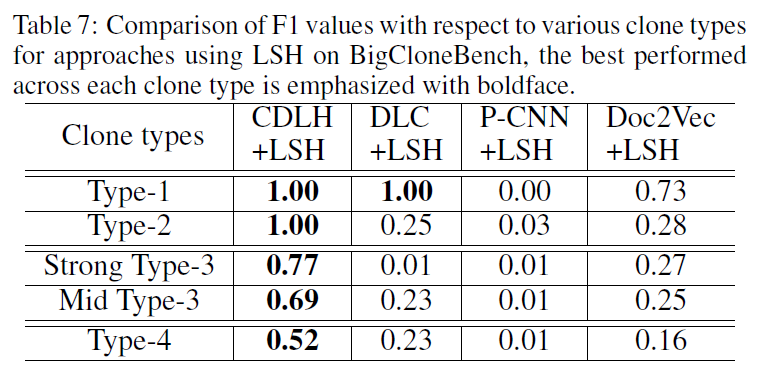 Table 7: Comparison of F1 values with respect to various clone types
for approaches using LSH on BigCloneBench, the best performed
across each clone type is emphasized with boldface.
Clone types CDLH +LSH DLC +LSH P-CNN +LSH Doc2Vec +LSH
Type-1 1.00 1.00 0.00 0.73
Type-2 1.00 0.25 0.03 0.28
Strong Type-3 0.77 0.01 0.01 0.27
Mid Type-3 0.69 0.23 0.01 0.25
Type-4 0.52 0.23 0.01 0.16